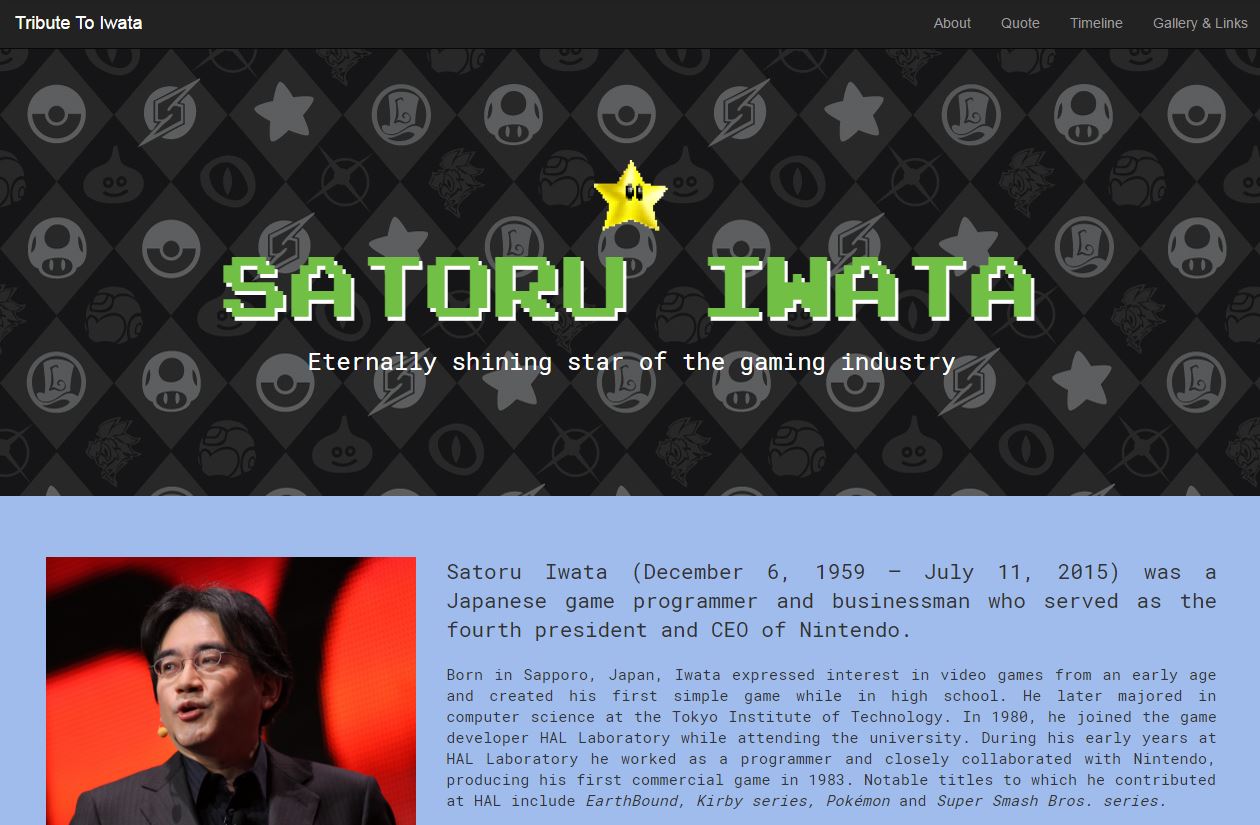 Tribute To Iwata
About Quote Timeline Gallery & Links
SATORU IWATA
Eternally shining star of the gaming industry
Satoru Iwata (December 6, 1959 – July 11, 2015) was a
Japanese game programmer and businessman who served as the
fourth president and CEO of Nintendo.
Born in Sapporo, Japan, Iwata expressed interest in video games from an early age
and created his first simple game while in high school. He later majored in
computer science at the Tokyo Institute of Technology. In 1980, he joined the game
developer HAL Laboratory while attending the university. During his early years at
HAL Laboratory he worked as a programmer and closely collaborated with Nintendo,
producing his first commercial game in 1983. Notable titles to which he contributed
at HAL include EarthBound, Kirby series, Pokémon and Super Smash Bros. series.